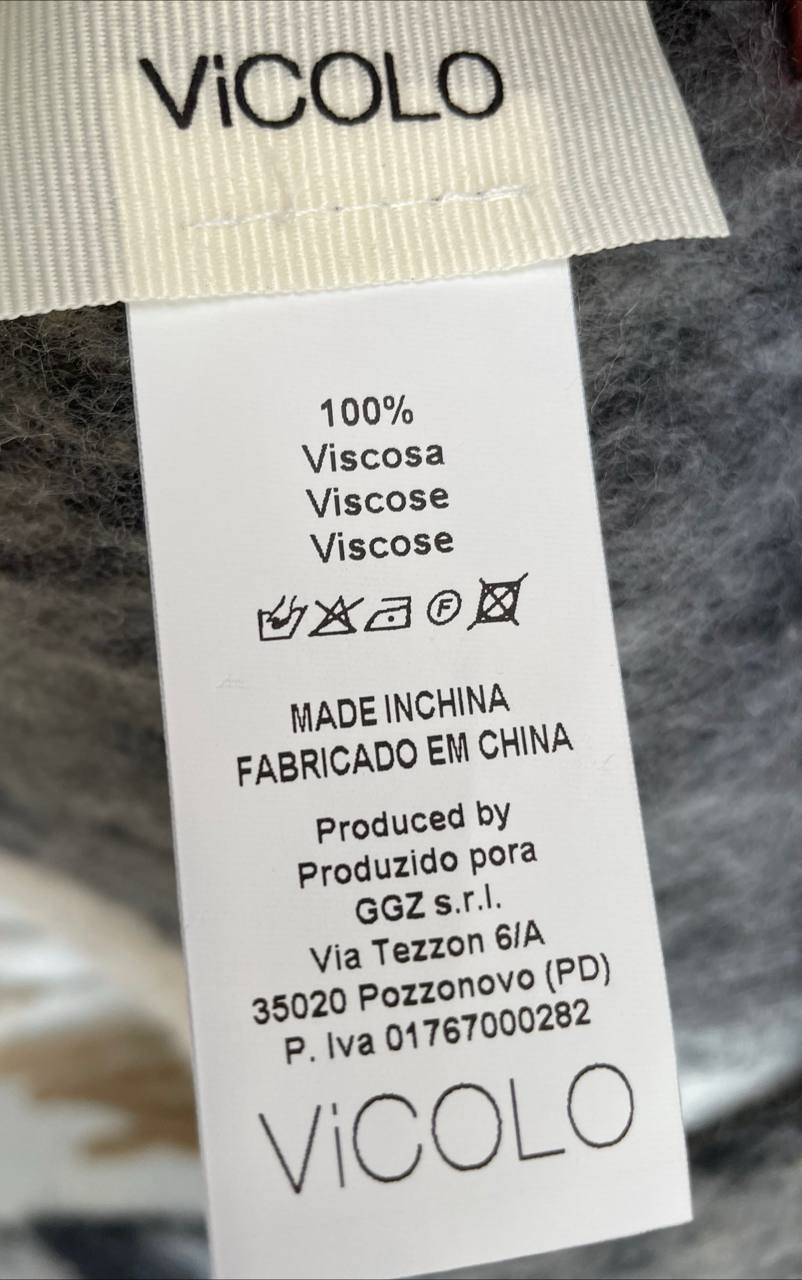 ViCOLO
100%
Viscosa
Viscose
Viscose
F
MADE INCHINA
FABRICADO EM CHINA
Produced by
Produzido pora
GGZ s.r.l.
Via Tezzon 6/A
35020 Pozzonovo (PD)
P. Iva 01767000282
ViCOLO